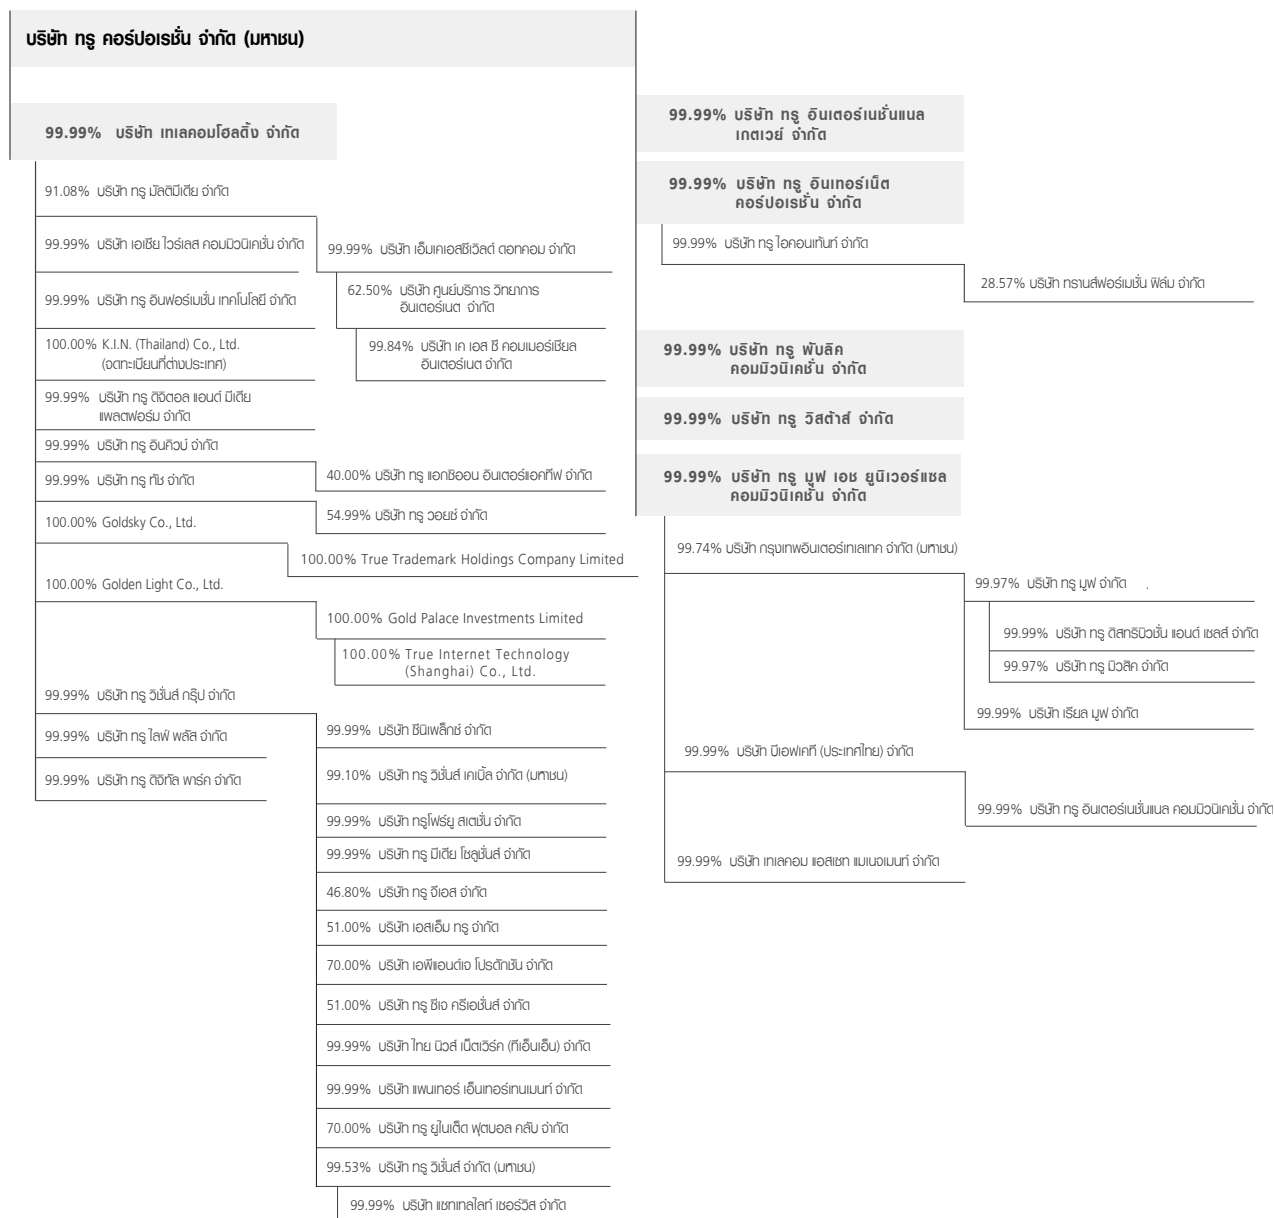 บริษัท ทรู คอร์ปอเรชั่น จำกัด (มหาชน)
99.99% บริษัท เทเลคอมโฮลดิ้ง จำกัด
91.08% บริษัท ทรู มัลติมีเดีย จำกัด
99.99% บริษัท เอ็มเคเอสซีเวิลด์ ดอทคอม จำกัด
62.50% บริษัท ศูนย์บริการ วิทยาการ
อินเตอร์เนต จำกัด
99.84% บริษัท เค เอส ซี คอมเมอร์เชียล
อินเตอร์เนต จำกัด
99.99% บริษัท เอเซีย ไวร์เลส คอมมิวนิเคชั่น จำกัด
99.99% บริษัท ทรู อินฟอร์เมชั่น เทคโนโลยี จำกัด
100.00% K.I.N. (Thailand) Co., Ltd.
(จดทะเบียนที่ต่างประเทศ)
99.99% บริษัท ทรู ดิจิตอล แอนด์ มีเดีย
แพลตฟอร์ม จำกัด
99.99% บริษัท ทรู อินคิวบ์ จำกัด
40.00% บริษัท ทรู แอกซิออน อินเตอร์แอคทีฟ จำกัด
99.99% บริษัท ทรู ทัช จำกัด
54.99% บริษัท ทรู วอยซ์ จำกัด
100.00% Goldsky Co., Ltd.
100.00% True Trademark Holdings Company Limited
100.00% Golden Light Co., Ltd.
100.00% Gold Palace Investments Limited
100.00% True Internet Technology
(Shanghai) Co., Ltd.
99.99% บริษัท ทรู วิชั่นส์ กรุ๊ป จำกัด
99.99% บริษัท ซีนิเพล็กซ์ จำกัด
99.10% บริษัท ทรู วิชั่นส์ เคเบิ้ล จำกัด (มหาชน)
99.99% บริษัท ทรูโฟร์ยู สเตชั่น จำกัด
99.99% บริษัท ทรู มีเดีย โซลูชั่นส์ จำกัด
46.80% บริษัท ทรู จีเอส จำกัด
51.00% บริษัท เอสเอ็ม ทรู จำกัด
70.00% บริษัท เอพีแอนด์เจ โปรดักชัน จำกัด
51.00% บริษัท ทรู ซีเจ ครีเอชั่นส์ จำกัด
99.99% บริษัท ไทย นิวส์ เน็ตเวิร์ค (ทีเอ็นเอ็น) จำกัด
99.99% บริษัท แพนเทอร์ เอ็นเทอร์เทนเมนท์ จำกัด
70.00% บริษัท ทรู ยูไนเต็ด ฟุตบอล คลับ จำกัด
99.53% บริษัท ทรู วิชั่นส์ จำกัด (มหาชน)
99.99% บริษัท แซทเทลไลท์ เซอร์วิส จำกัด
99.99% บริษัท ทรู ไลฟ์ พลัส จำกัด
99.99% บริษัท ทรู ดิจิทัล พาร์ค จำกัด
99.99% บริษัท ทรู อินเตอร์เนชั่นแนล
เกตเวย์ จำกัด
99.99% บริษัท ทรู อินเทอร์เน็ต
คอร์ปอเรชั่น จำกัด
99.99% บริษัท ทรู ไอคอนเท้นท์ จำกัด
28.57% บริษัท ทรานส์ฟอร์เมชั่น ฟิล์ม จำกัด
99.99% บริษัท ทรู พับลิค
คอมมิวนิเคชั่น จำกัด
99.99% บริษัท ทรู วิสต้าส์ จำกัด
99.99% บริษัท ทรู มูฟ เอช ยูนิเวอร์แซล
คอมมิวนิเคชั่น จำกัด
99.74% บริษัท กรุงเทพอินเตอร์เทเลเทค จำกัด (มหาชน)
99.97% บริษัท ทรู มูฟ จำกัด .
99.99% บริษัท ทรู ดิสทริบิวชั่น แอนด์ เซลส์ จำกัด
99.97% บริษัท ทรู มิวสิค จำกัด
99.99% บริษัท เรียล มูฟ จำกัด
99.99% บริษัท บีเอฟเคที (ประเทศไทย) จำกัด
99.99% บริษัท ทรู อินเตอร์เนชั่นแนล คอมมิวนิเคชั่น จำกัด
99.99% บริษัท เทเลคอม แอสเซท แมเนจเมนท์ จำกัด